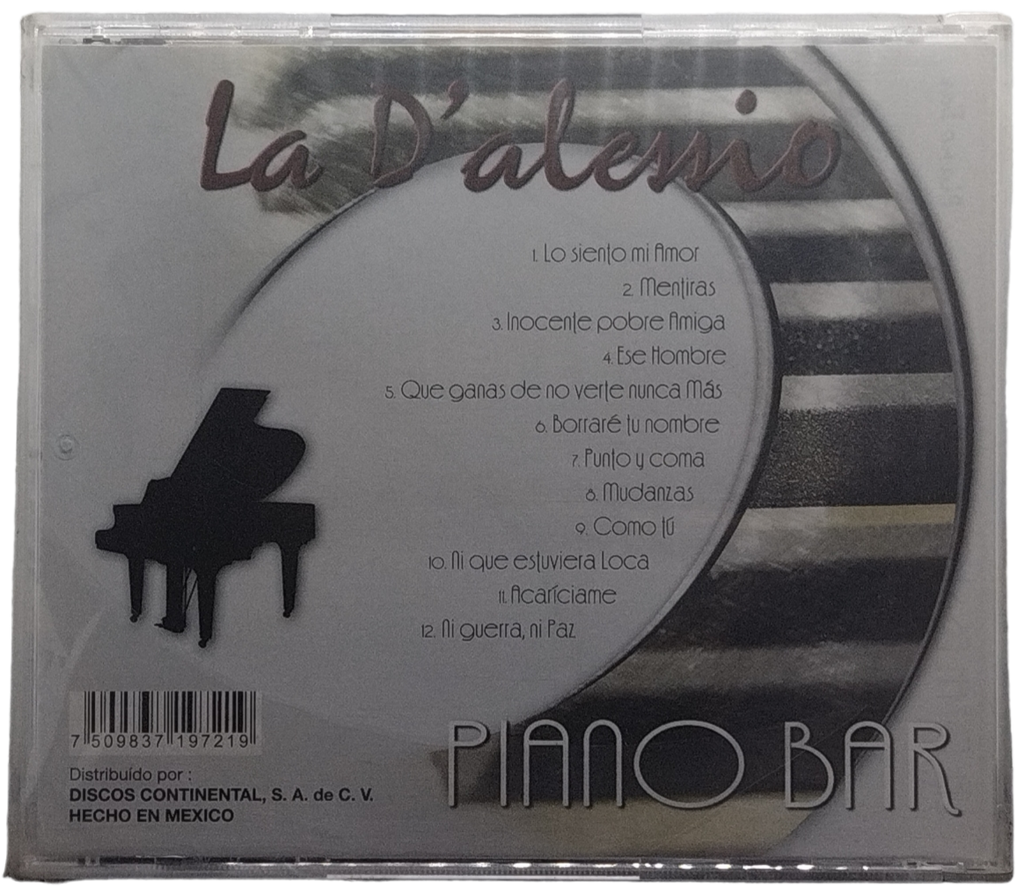 La D'alessio
1. Lo siento mi Amor
2. Mentiras
3. Inocente pobre Amiga
4. Ese Hombre
5. Que ganas de no verte nunca Más
6. Borraré tu nombre
7. Punto y coma
8. Mudanzas
9. Como tú
10. Ni que estuviera Loca
11. Acaríciame
12. Ni guerra, ni Paz
PIANO BAR
7 509837 197219
Distribuído por :
DISCOS CONTINENTAL, S. A. de C. V.
HECHO EN MEXICO